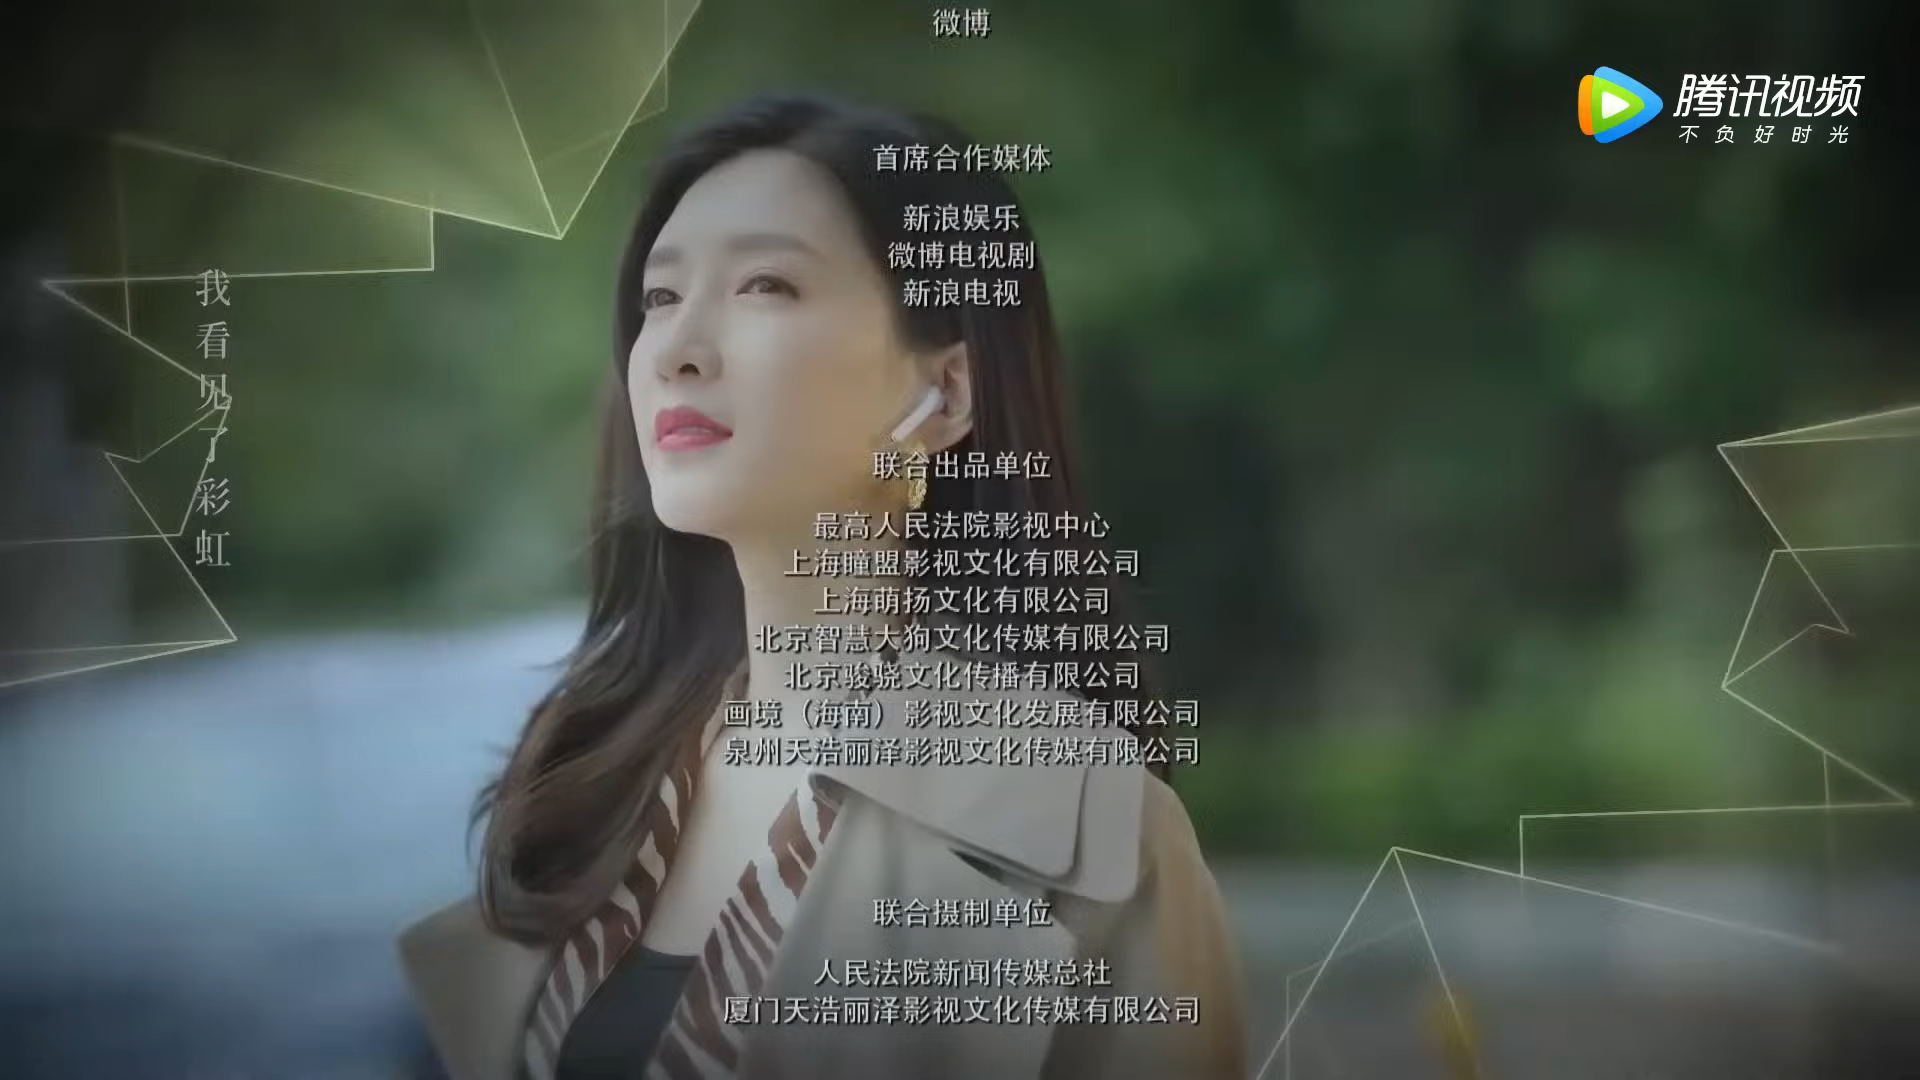 微博
腾讯视频
不负好时光
首席合作媒体
新浪娱乐
微博电视剧
新浪电视
我看见了彩虹
联合出品单位
最高人民法院影视中心
上海瞳盟影视文化有限公司
上海萌扬文化有限公司
北京智慧大狗文化传媒有限公司
北京骏骁文化传播有限公司
画境（海南）影视文化发展有限公司
泉州天浩丽泽影视文化传媒有限公司
联合摄制单位
人民法院新闻传媒总社
厦门天浩丽泽影视文化传媒有限公司